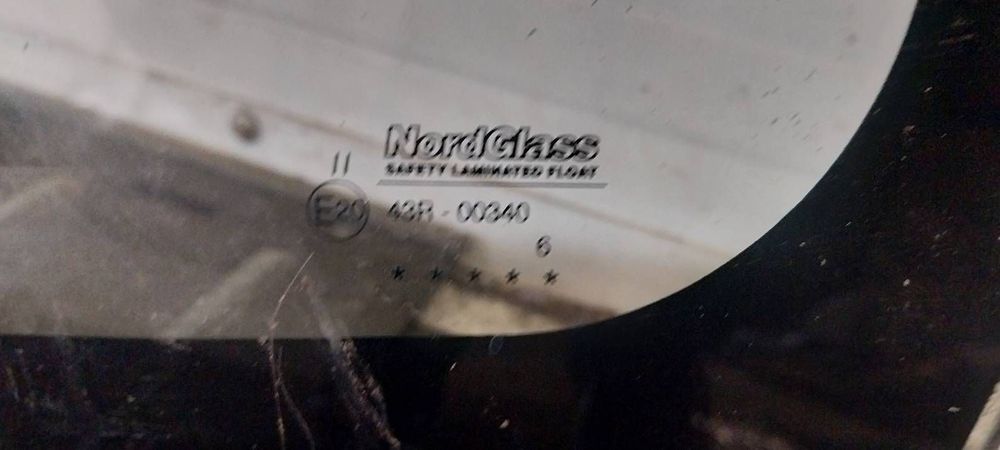 NordGlass
SAFETY LAMINATED FLOAT
II
E20 43R - 00340
6
* * * * *